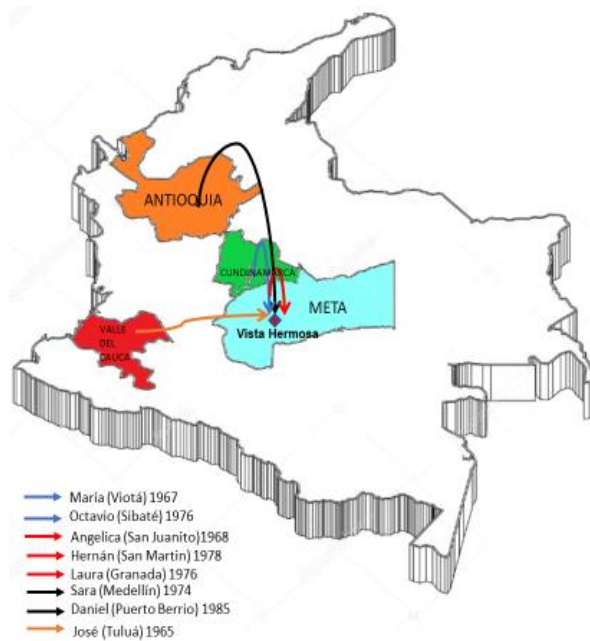 ANTIOQUIA
CUNDINAMARCA
META
VALLE
DEL
CAUCA
Vista Hermosa
Maria (Viotá) 1967
Octavio (Sibaté) 1976
Angelica (San Juanito)1968
Hernán (San Martin) 1978
Laura (Granada) 1976
Sara (Medellín) 1974
Daniel (Puerto Berrio) 1985
José (Tuluá) 1965